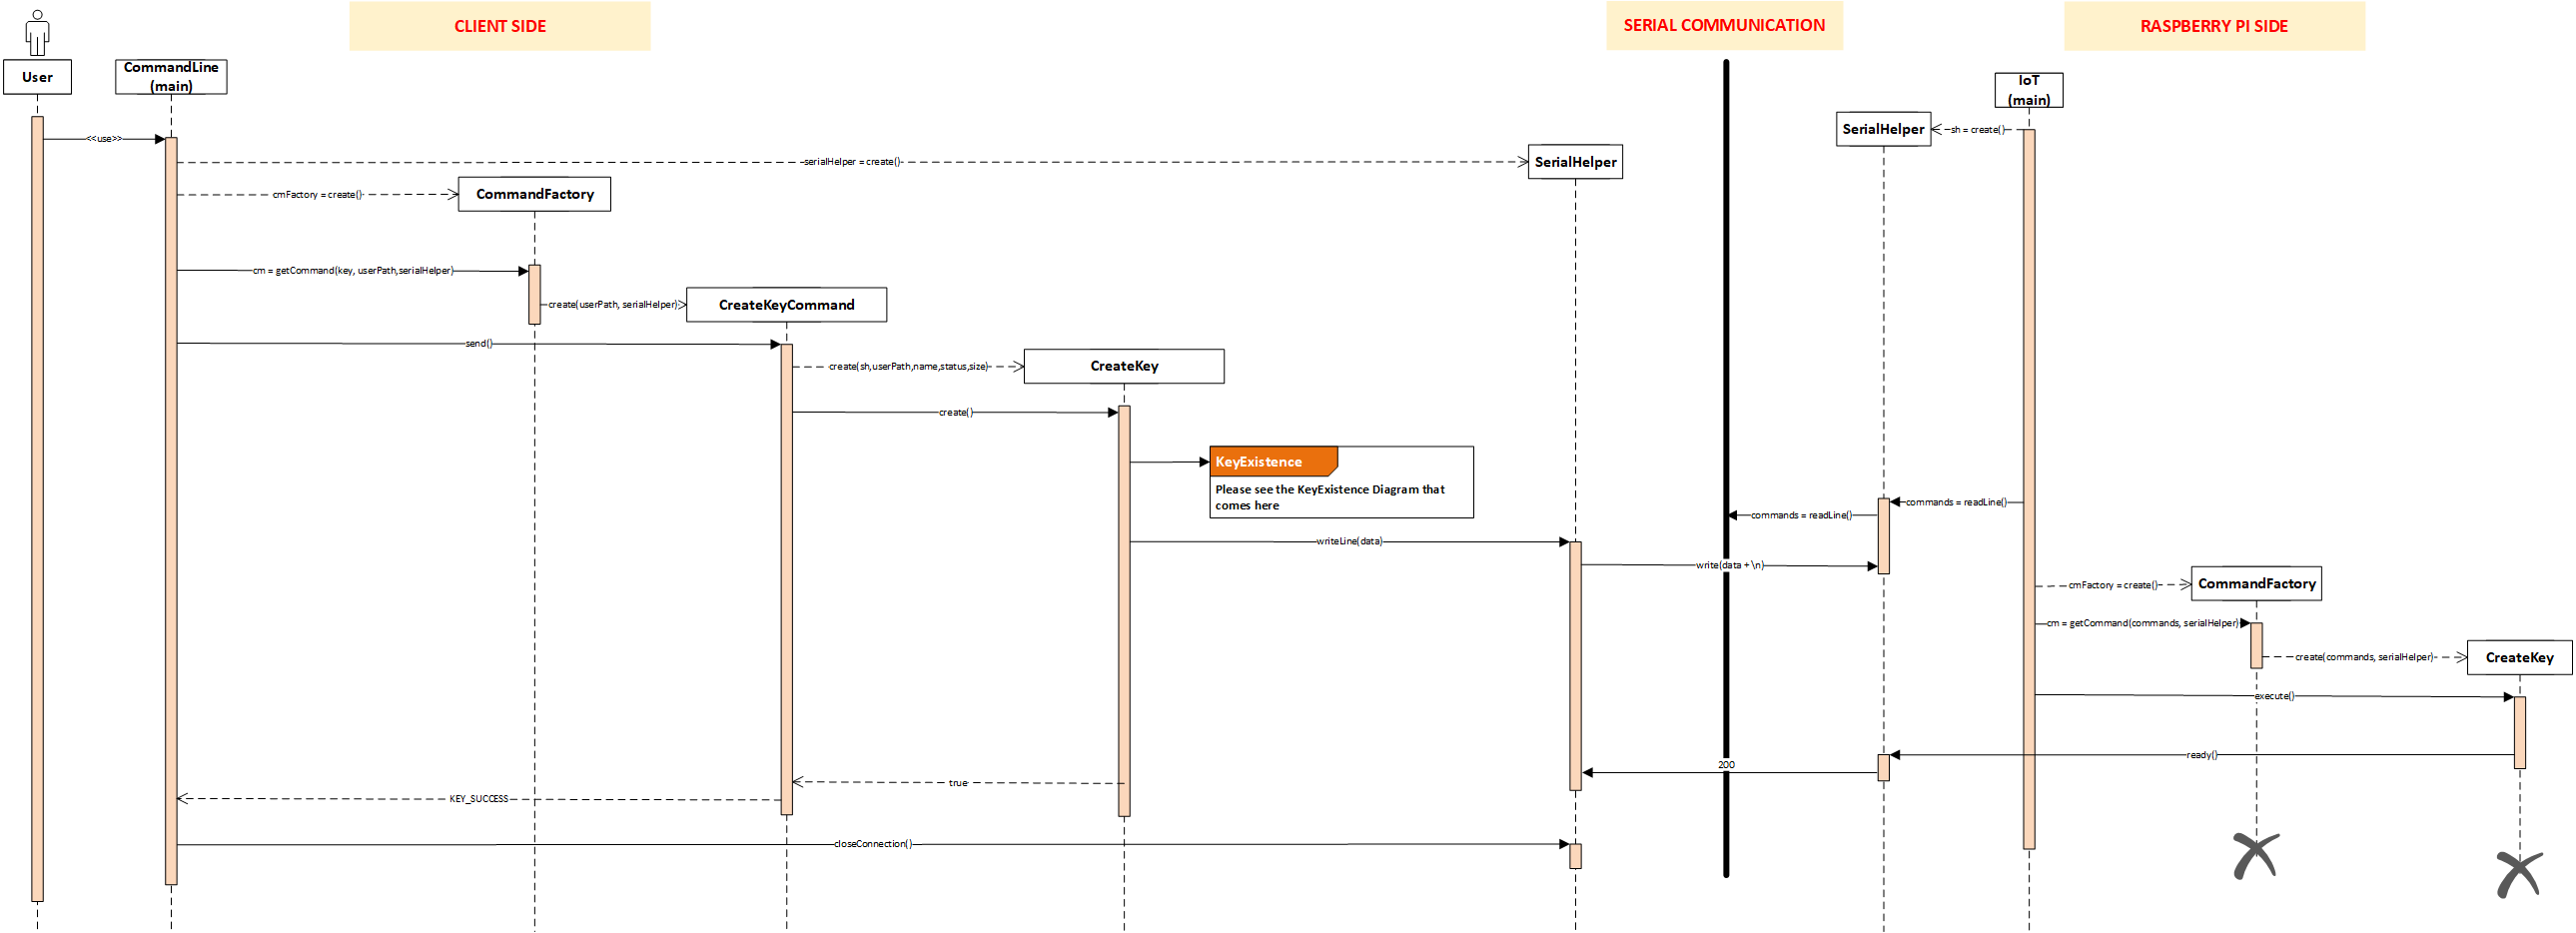 CLIENT SIDE
SERIAL COMMUNICATION
RASPBERRY PI SIDE
User
CommandLine
(main)
IoT
(main)
SerialHelper
sh = create()
<<use>>
serialHelper = create()
SerialHelper
cmFactory = create()
CommandFactory
cm = getCommand(key, userPath,serialHelper)
create(userPath, serialHelper)
CreateKeyCommand
send()
create(sh,userPath,name,status,size)
CreateKey
create()
KeyExistence
Please see the KeyExistence Diagram that
comes here
commands = readLine()
commands = readLine()
writeLine(data)
write(data + \n)
cmFactory = create()
CommandFactory
cm = getCommand(commands, serialHelper)
create(commands, serialHelper)
CreateKey
execute()
ready()
200
true
KEY_SUCCESS
closeConnection()